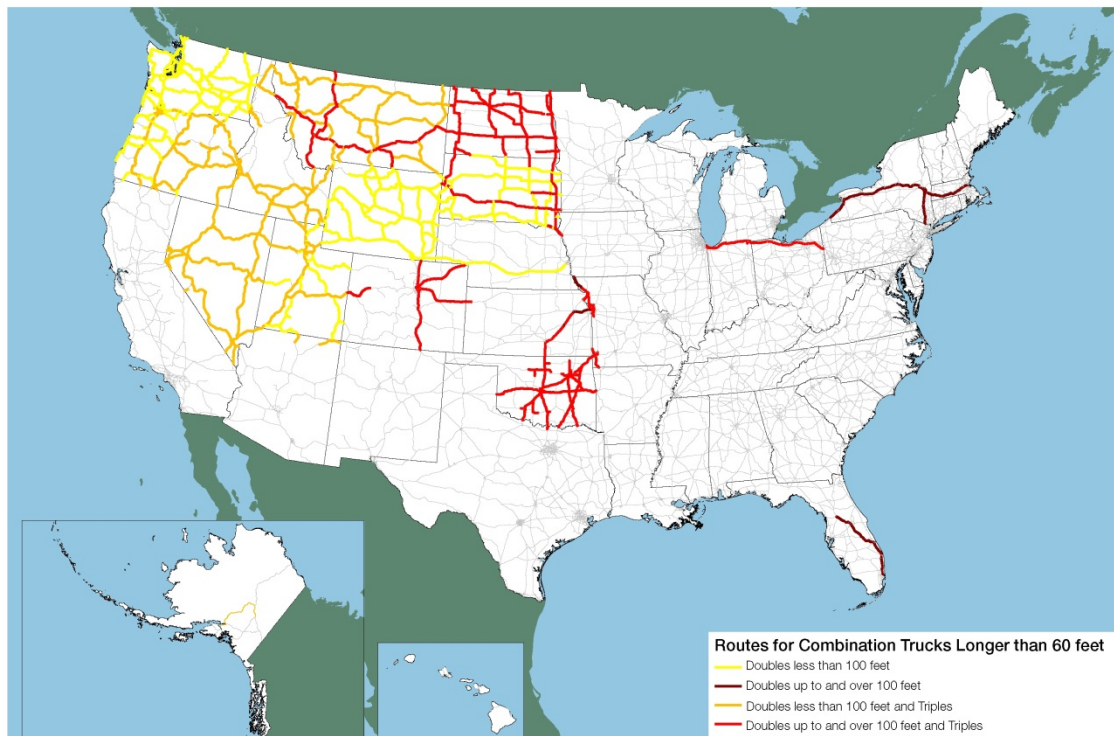 Routes for Combination Trucks Longer than 60 feet
Doubles less than 100 feet
Doubles up to and over 100 feet
Doubles less than 100 feet and Triples
Doubles up to and over 100 feet and Triples